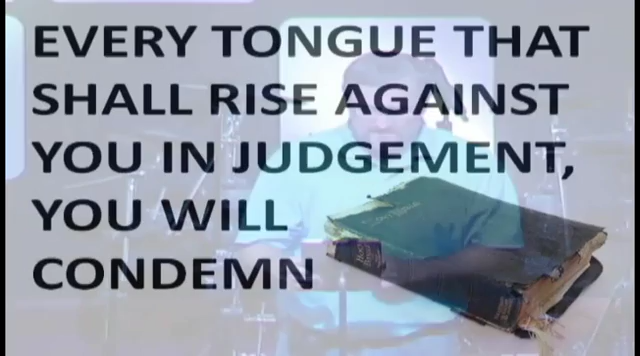 EVERY TONGUE THAT
SHALL RISE AGAINST
YOU IN JUDGEMENT,
YOU WILL
CONDEMN